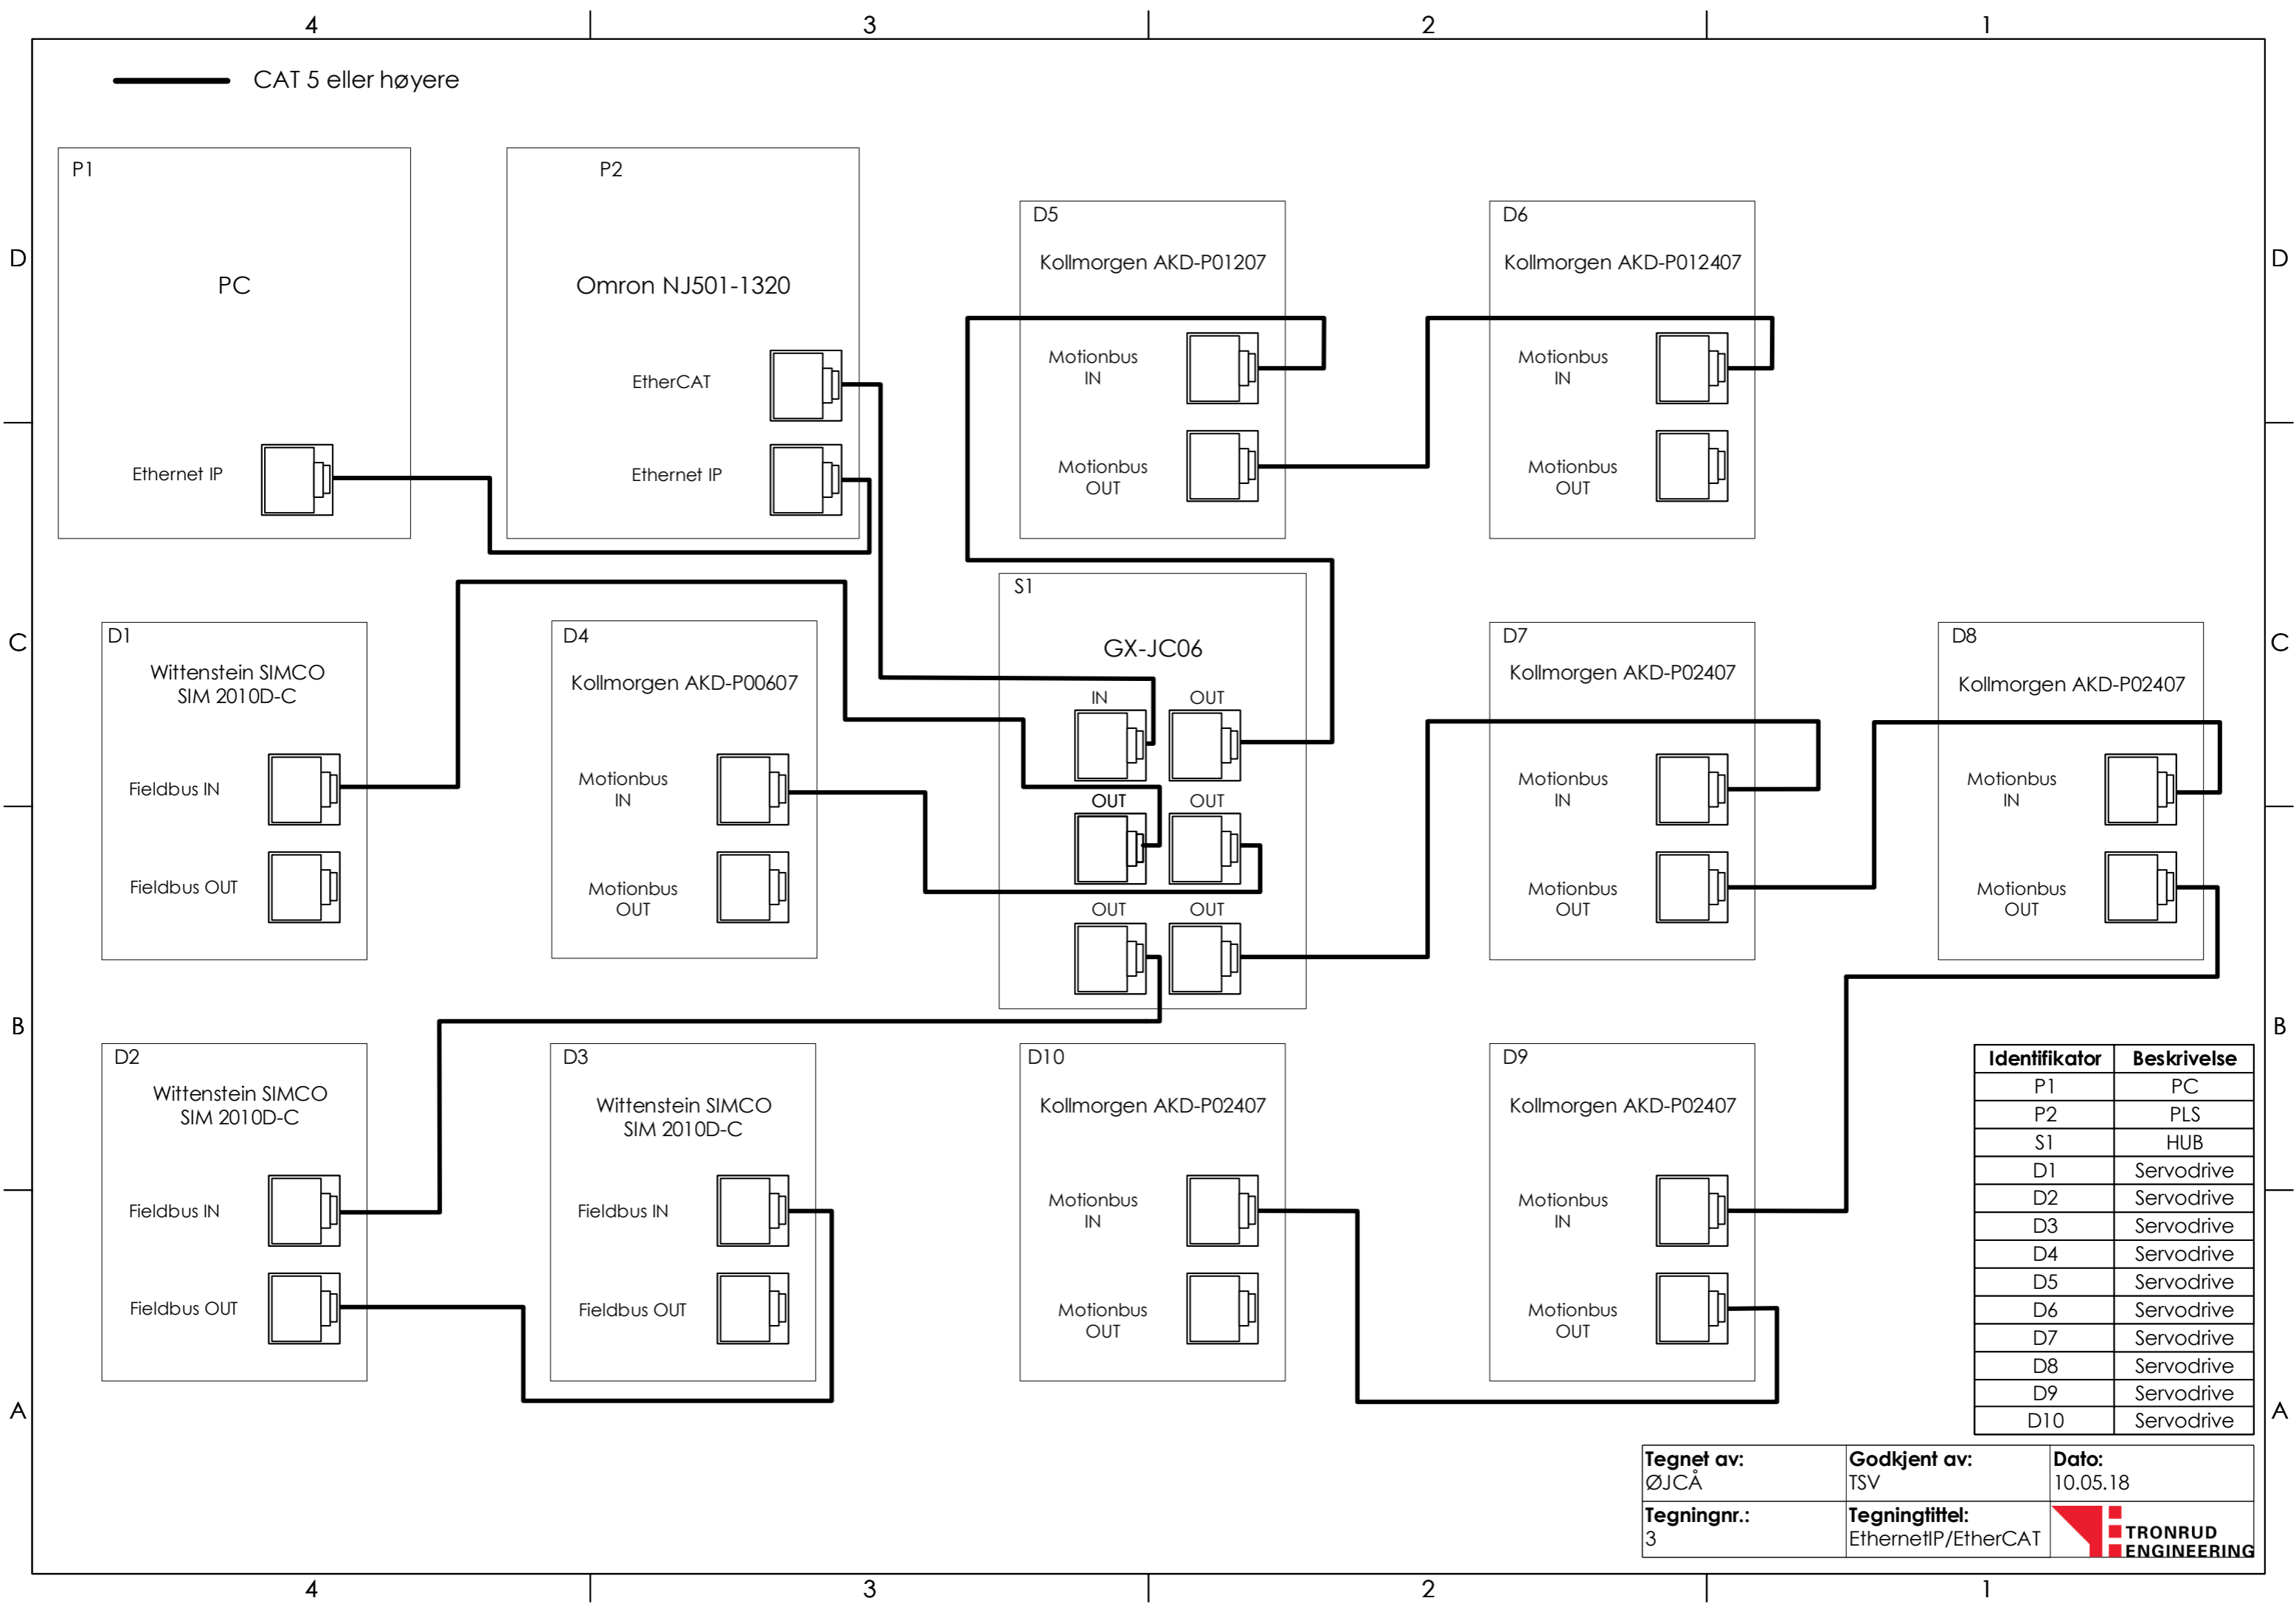 4 3 2 1
CAT 5 eller høyere
P1
PC
Ethernet IP
P2
Omron NJ501-1320
EtherCAT
Ethernet IP
D5
Kollmorgen AKD-P01207
Motionbus
IN
Motionbus
OUT
D6
Kollmorgen AKD-P012407
Motionbus
IN
Motionbus
OUT
D
D
C
C
D1
Wittenstein SIMCO
SIM 2010D-C
Fieldbus IN
Fieldbus OUT
D4
Kollmorgen AKD-P00607
Motionbus
IN
Motionbus
OUT
S1
GX-JC06
IN OUT
OUT OUT
OUT OUT
D7
Kollmorgen AKD-P02407
Motionbus
IN
Motionbus
OUT
D8
Kollmorgen AKD-P02407
Motionbus
IN
Motionbus
OUT
B
B
D2
Wittenstein SIMCO
SIM 2010D-C
Fieldbus IN
Fieldbus OUT
D3
Wittenstein SIMCO
SIM 2010D-C
Fieldbus IN
Fieldbus OUT
D10
Kollmorgen AKD-P02407
Motionbus
IN
Motionbus
OUT
D9
Kollmorgen AKD-P02407
Motionbus
IN
Motionbus
OUT
Identifikator Beskrivelse
P1 PC
P2 PLS
S1 HUB
D1 Servodrive
D2 Servodrive
D3 Servodrive
D4 Servodrive
D5 Servodrive
D6 Servodrive
D7 Servodrive
D8 Servodrive
D9 Servodrive
D10 Servodrive
A
A
Tegnet av: Godkjent av: Dato:
ØJCÅ TSV 10.05.18
Tegningnr.: Tegningtittel:
3 EthernetIP/EtherCAT
TRONRUD
ENGINEERING
4 3 2 1